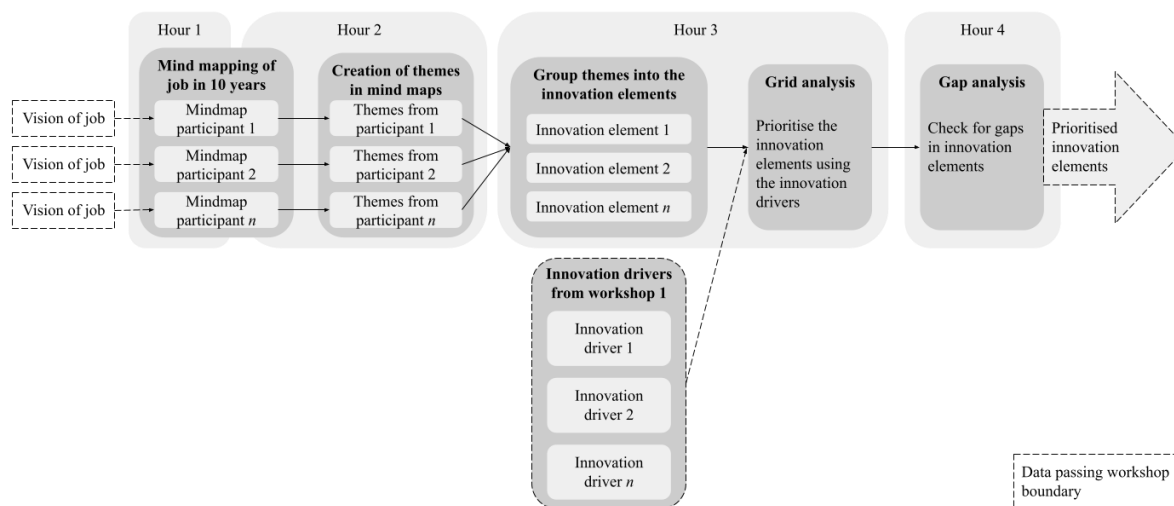 Hour 1
Hour 2
Hour 3
Hour 4
Mind mapping of
job in 10 years
Creation of themes
in mind maps
Group themes into the
innovation elements
Grid analysis
Gap analysis
Vision of job
Vision of job
Vision of job
Mindmap
participant 1
Mindmap
participant 2
Mindmap
participant n
Themes from
participant 1
Themes from
participant 2
Themes from
participant n
Innovation element 1
Innovation element 2
Innovation element n
Prioritise the
innovation
elements using
the innovation
drivers
Check for gaps
in innovation
elements
Prioritised
innovation
elements
Innovation drivers
from workshop 1
Innovation
driver 1
Innovation
driver 2
Innovation
driver n
Data passing workshop
boundary